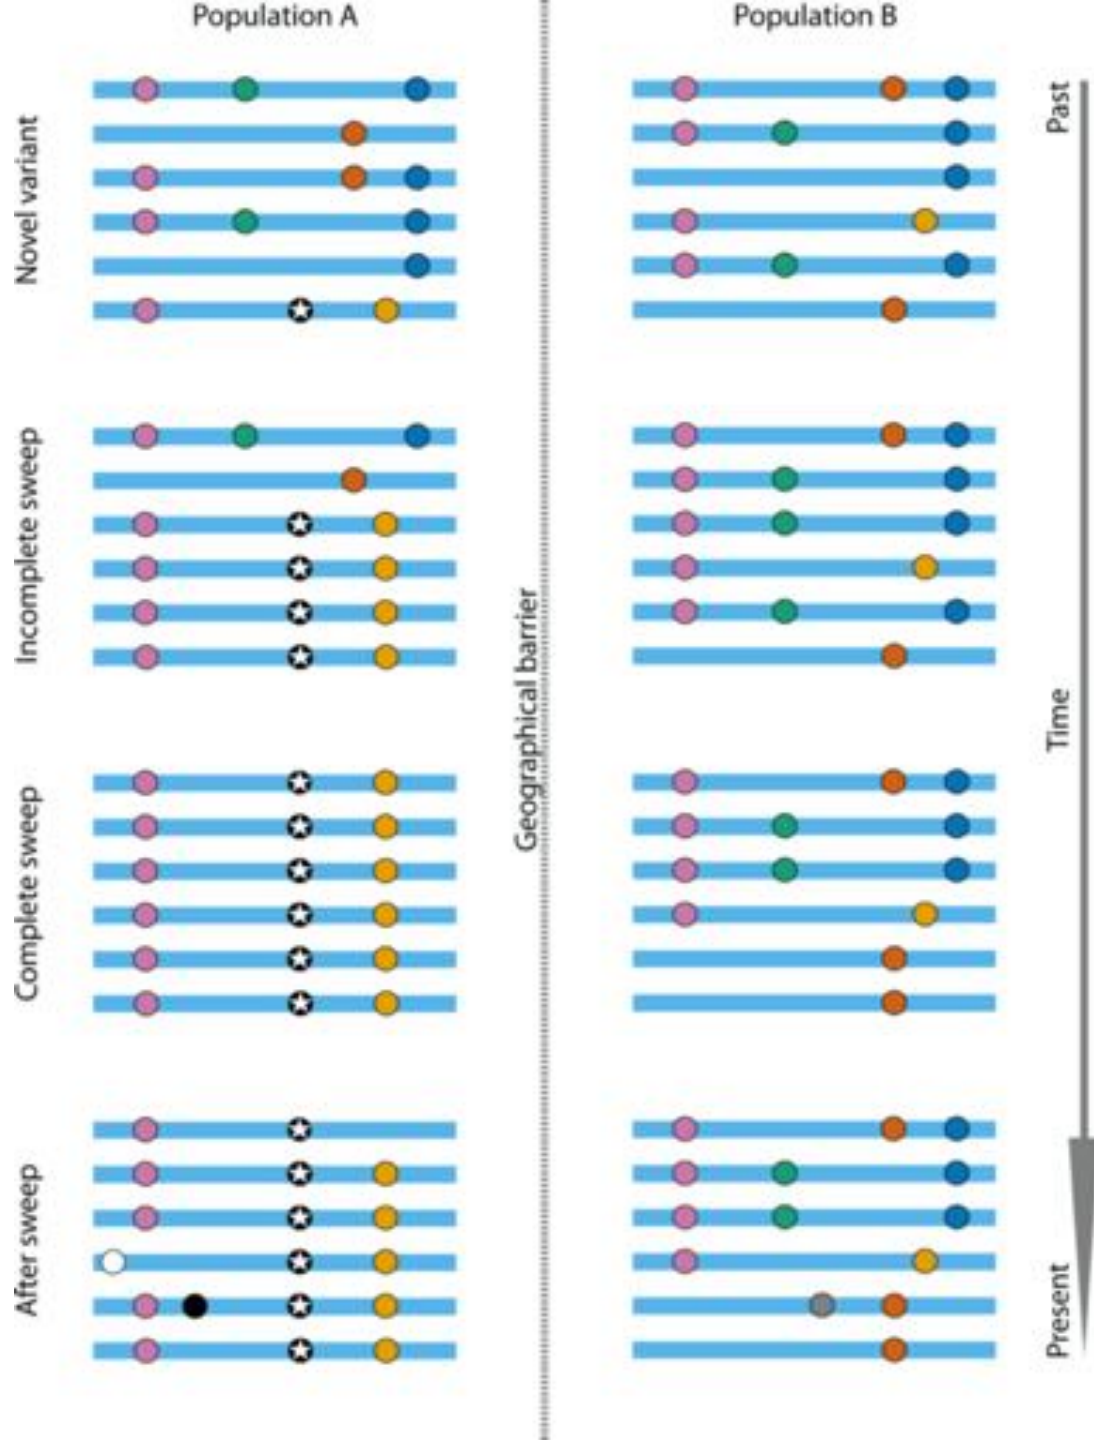 Population A
Population B
Novel variant
Past
Incomplete sweep
Geographical barrier
Time
Complete sweep
After sweep
Present